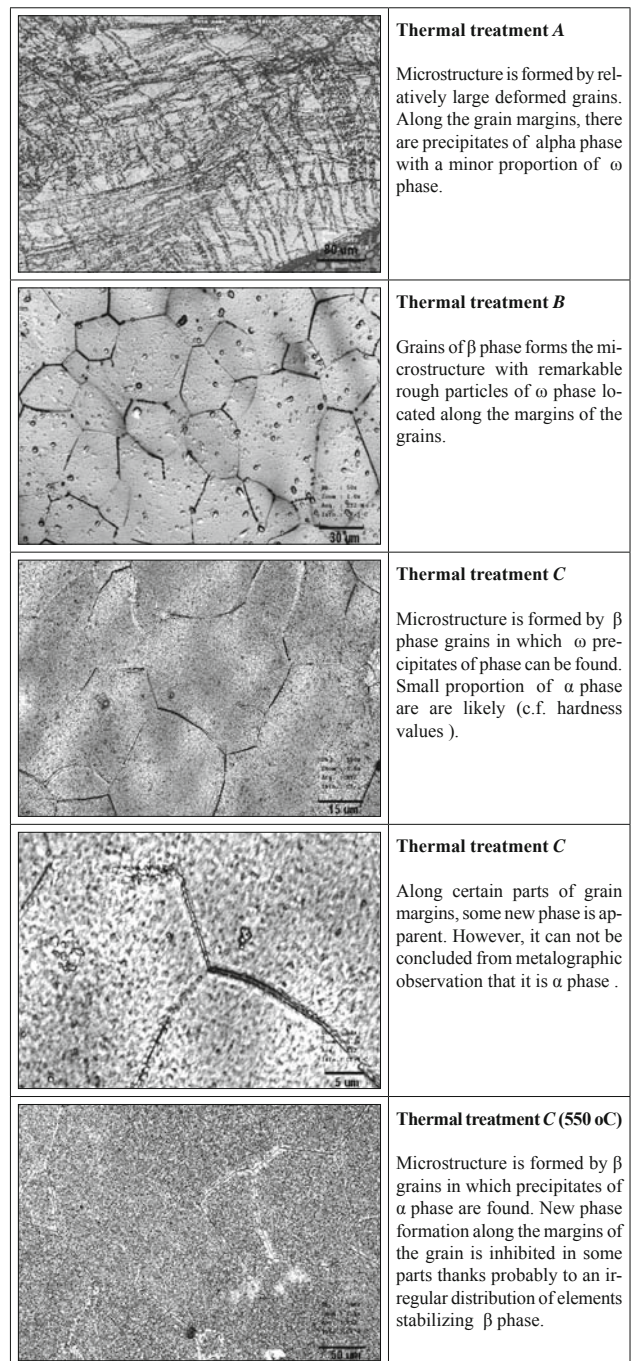 Thermal treatment A
Microstructure is formed by rel-
atively large deformed grains.
Along the grain margins, there
are precipitates of alpha phase
with a minor proportion of ω
phase.
80 um
Thermal treatment B
Grains of β phase forms the mi-
crostructure with remarkable
rough particles of ω phase lo-
cated along the margins of the
grains.
30 um
Thermal treatment C
Microstructure is formed by β
phase grains in which ω pre-
cipitates of phase can be found.
Small proportion of α phase
are are likely (c.f. hardness
values ).
15 um
Thermal treatment C
Along certain parts of grain
margins, some new phase is ap-
parent. However, it can not be
concluded from metalographic
observation that it is α phase .
5 um
Thermal treatment C (550 oC)
Microstructure is formed by β
grains in which precipitates of
α phase are found. New phase
formation along the margins of
the grain is inhibited in some
parts thanks probably to an ir-
regular distribution of elements
stabilizing β phase.
50 um